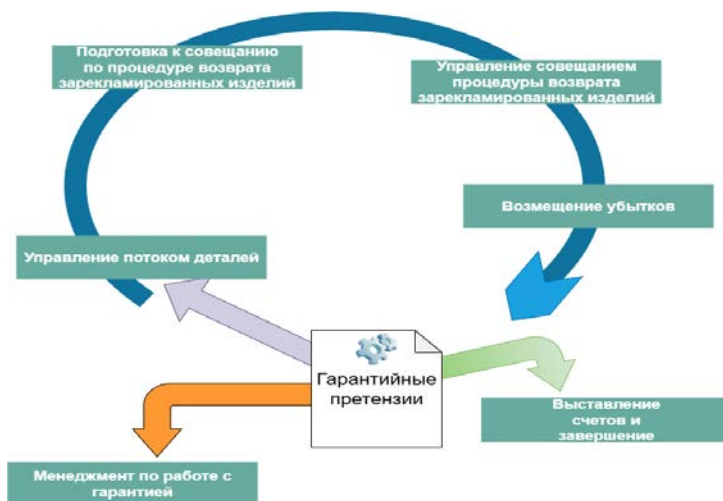 Подготовка к совещанию
по процедуре возврата
зарекламированных изделий
Управление совещанием
процедуры возврата
зарекламированных изделий
Возмещение убытков
Управление потоком деталей
Гарантийные
претензии
Выставление
счетов и
завершение
Менеджмент по работе с
гарантией